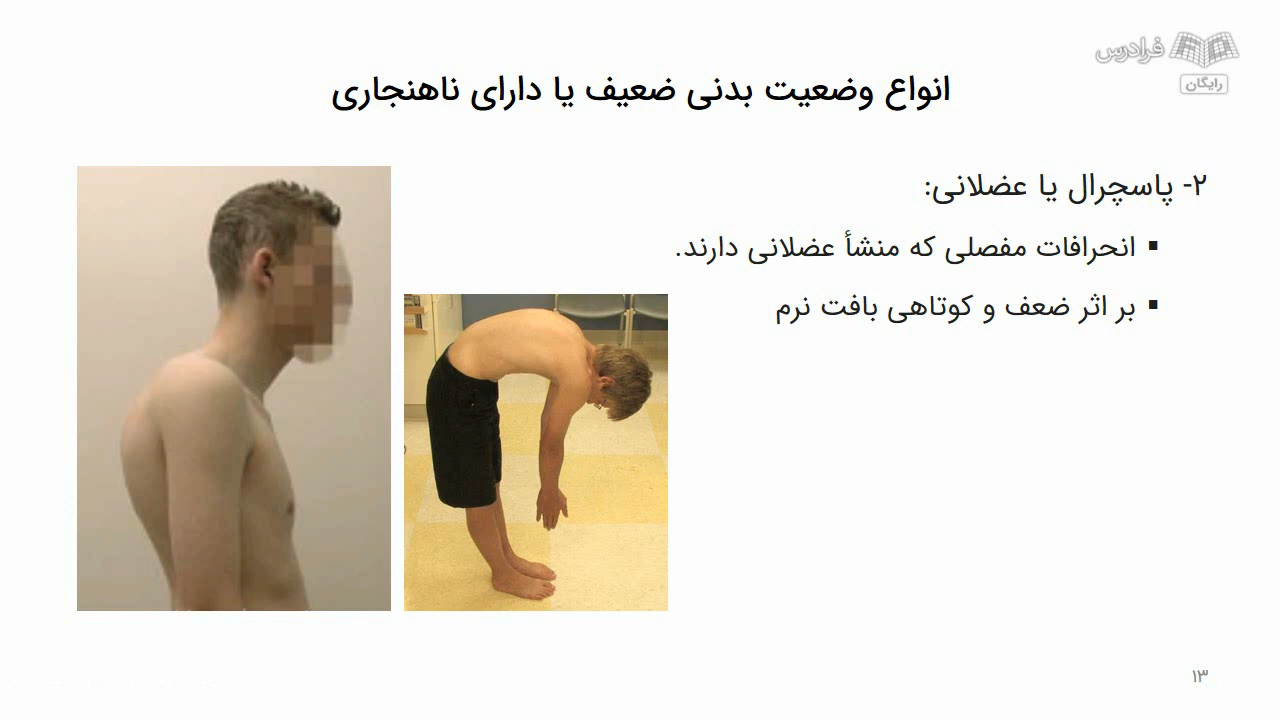 فرادرس
رایگان
انواع وضعیت بدنی ضعیف یا دارای ناهنجاری
۲- پاسچرال یا عضلانی:
▪ انحرافات مفصلی که منشأ عضلانی دارند.
▪ بر اثر ضعف و کوتاهی بافت نرم
۱۳